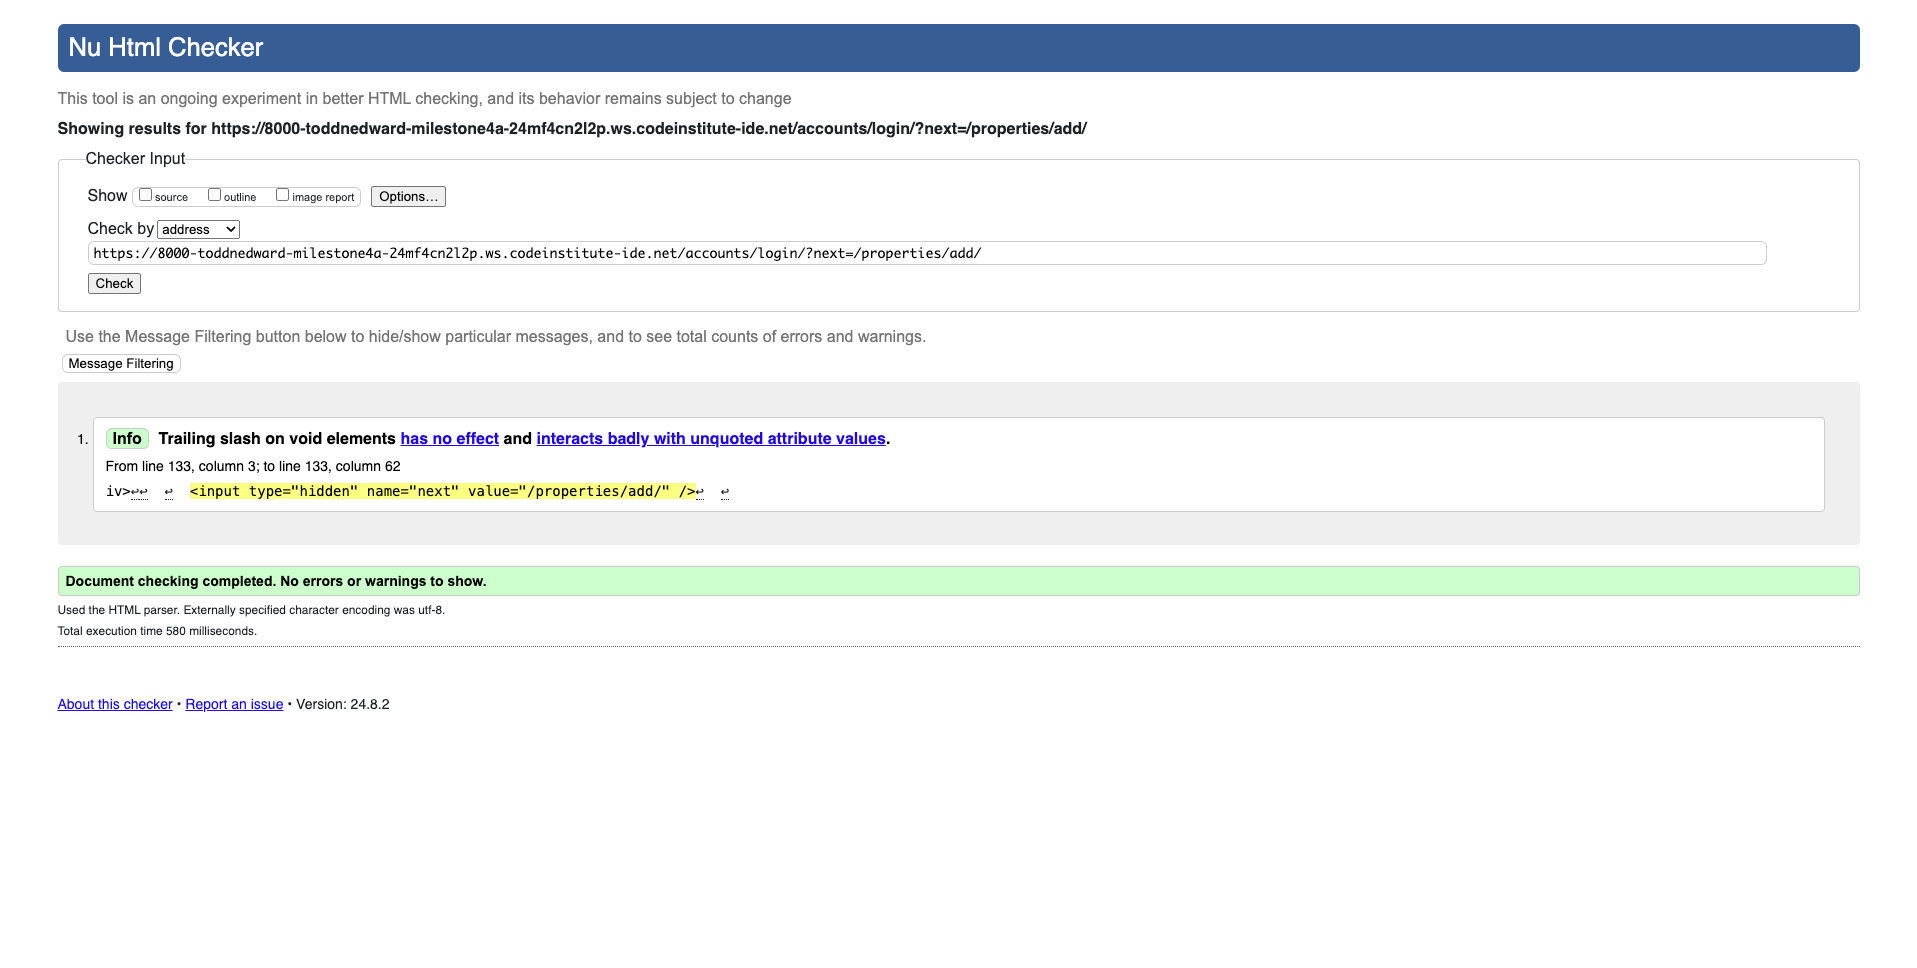 Nu Html Checker
This tool is an ongoing experiment in better HTML checking, and its behavior remains subject to change
Showing results for https://8000-toddnedward-milestone4a-24mf4cn2l2p.ws.codeinstitute-ide.net/accounts/login/?next=/properties/add/
Checker Input
Show source outline image report Options...
Check by address
https://8000-toddnedward-milestone4a-24mf4cn2l2p.ws.codeinstitute-ide.net/accounts/login/?next=/properties/add/
Check
Use the Message Filtering button below to hide/show particular messages, and to see total counts of errors and warnings.
Message Filtering
1. Info Trailing slash on void elements has no effect and interacts badly with unquoted attribute values.
From line 133, column 3; to line 133, column 62
iv>↩↩ ↩ <input type="hidden" name="next" value="/properties/add/" />↩ ↩
Document checking completed. No errors or warnings to show.
Used the HTML parser. Externally specified character encoding was utf-8.
Total execution time 580 milliseconds.
About this checker • Report an issue • Version: 24.8.2